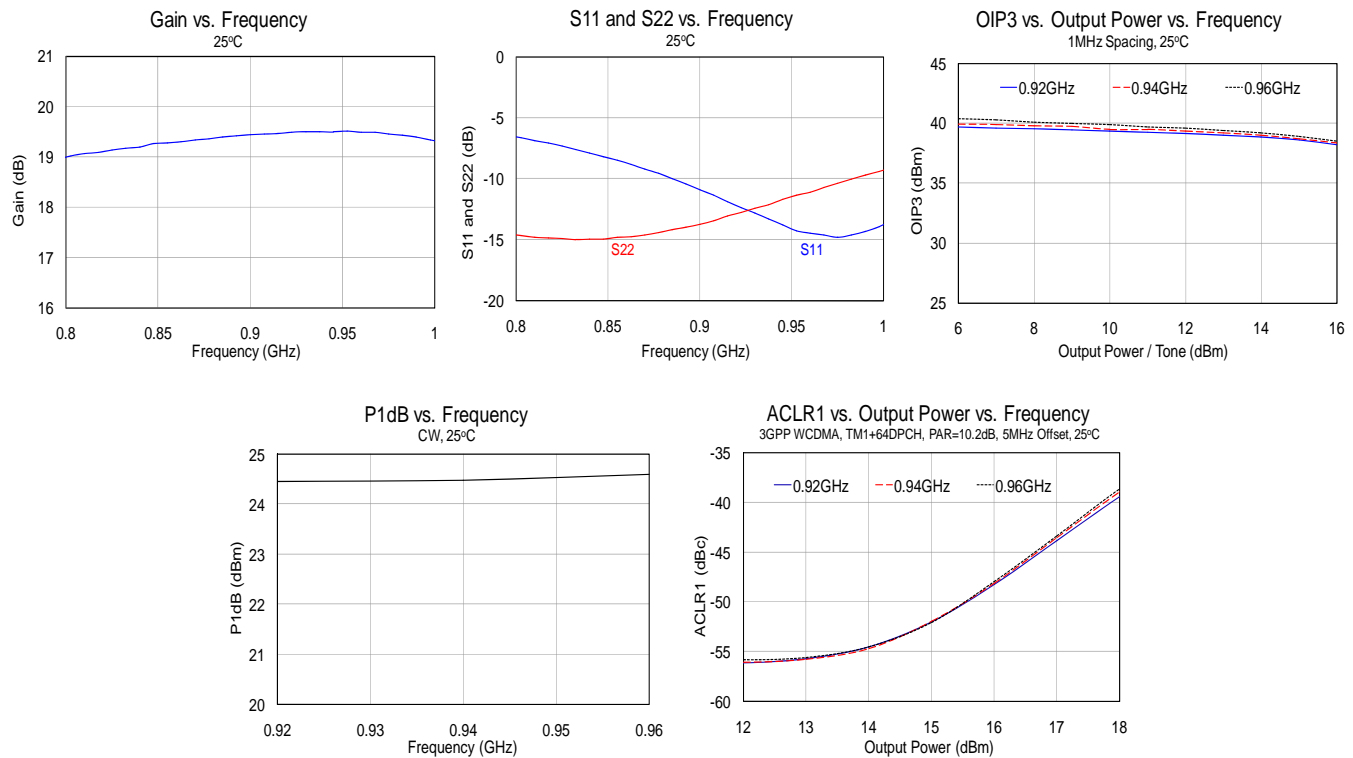 Gain vs. Frequency
25ºC
Gain (dB)
21
20
19
18
17
16
0.8
0.85
0.9
0.95
1
Frequency (GHz)
S11 and S22 vs. Frequency
25ºC
S11 and S22 (dB)
0
-5
-10
-15
-20
S22
S11
0.8
0.85
0.9
0.95
1
Frequency (GHz)
OIP3 vs. Output Power vs. Frequency
1MHz Spacing, 25ºC
OIP3 (dBm)
45
40
35
30
25
0.92GHz
0.94GHz
0.96GHz
6
8
10
12
14
16
Output Power / Tone (dBm)
P1dB vs. Frequency
CW, 25ºC
P1dB (dBm)
25
24
23
22
21
20
0.92
0.93
0.94
0.95
0.96
Frequency (GHz)
ACLR1 vs. Output Power vs. Frequency
3GPP WCDMA, TM1+64DPCH, PAR=10.2dB, 5MHz Offset, 25ºC
ACLR1 (dBc)
-35
-40
-45
-50
-55
-60
0.92GHz
0.94GHz
0.96GHz
12
13
14
15
16
17
18
Output Power (dBm)